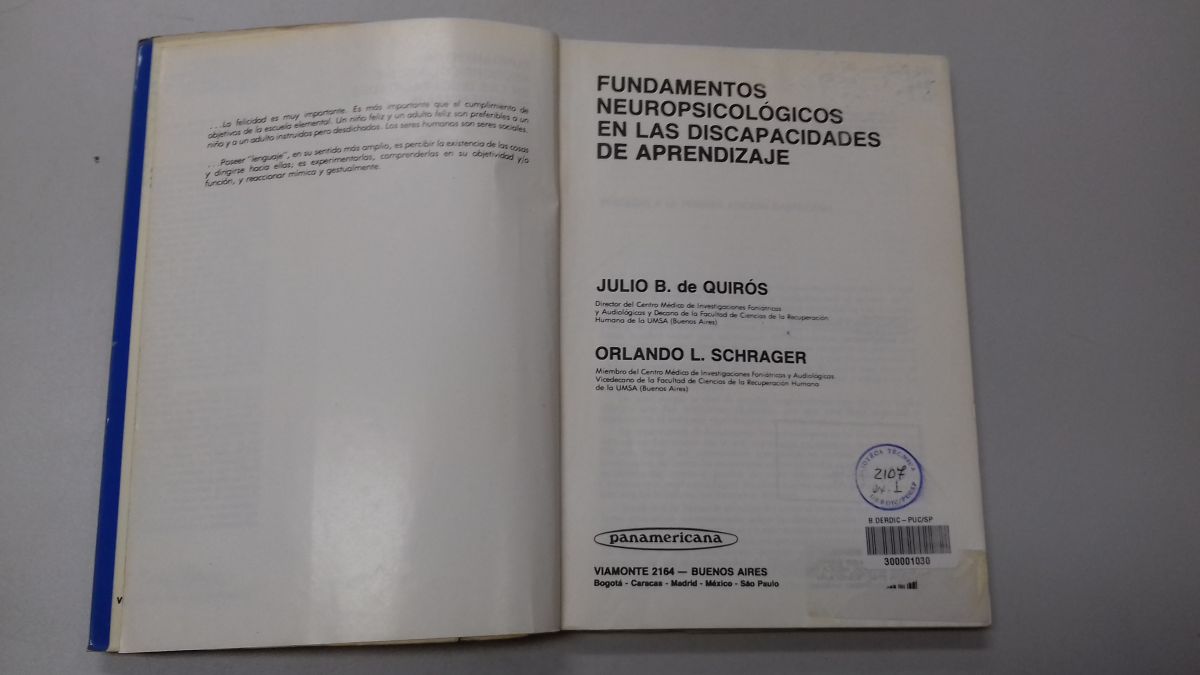 ...La felicidad es muy importante. Es más importante que el cumplimiento de
objetivos de la escuela elemental. Un niño feliz y un adulto feliz son preferibles a un
niño y a un adulto instruidos pero desdichados. Los seres humanos son seres sociales.
...Poseer "lenguaje", en su sentido más amplio, es percibir la existencia de las cosas
y dirigirse hacia ellas; es experimentarlas, comprenderlas en su objetividad y/o
función, y reaccionar mímica y gestualmente.
FUNDAMENTOS
NEUROPSICOLÓGICOS
EN LAS DISCAPACIDADES
DE APRENDIZAJE
JULIO B. de QUIRÓS
Director del Centro Médico de Investigaciones Foniátricas
y Audiológicas y Decano de la Facultad de Ciencias de la Recuperación
Humana de la UMSA (Buenos Aires)
ORLANDO L. SCHRAGER
Miembro del Centro Médico de Investigaciones Foniátricas y Audiológicas
Vicedecano de la Facultad de Ciencias de la Recuperación Humana
de la UMSA (Buenos Aires)
TECNICA
2107
DERDIC/PUCSP
B.DERDIC - PUC/SP
300001030
panamericana
VIAMONTE 2164 — BUENOS AIRES
Bogotá - Caracas - Madrid - México - São Paulo
V